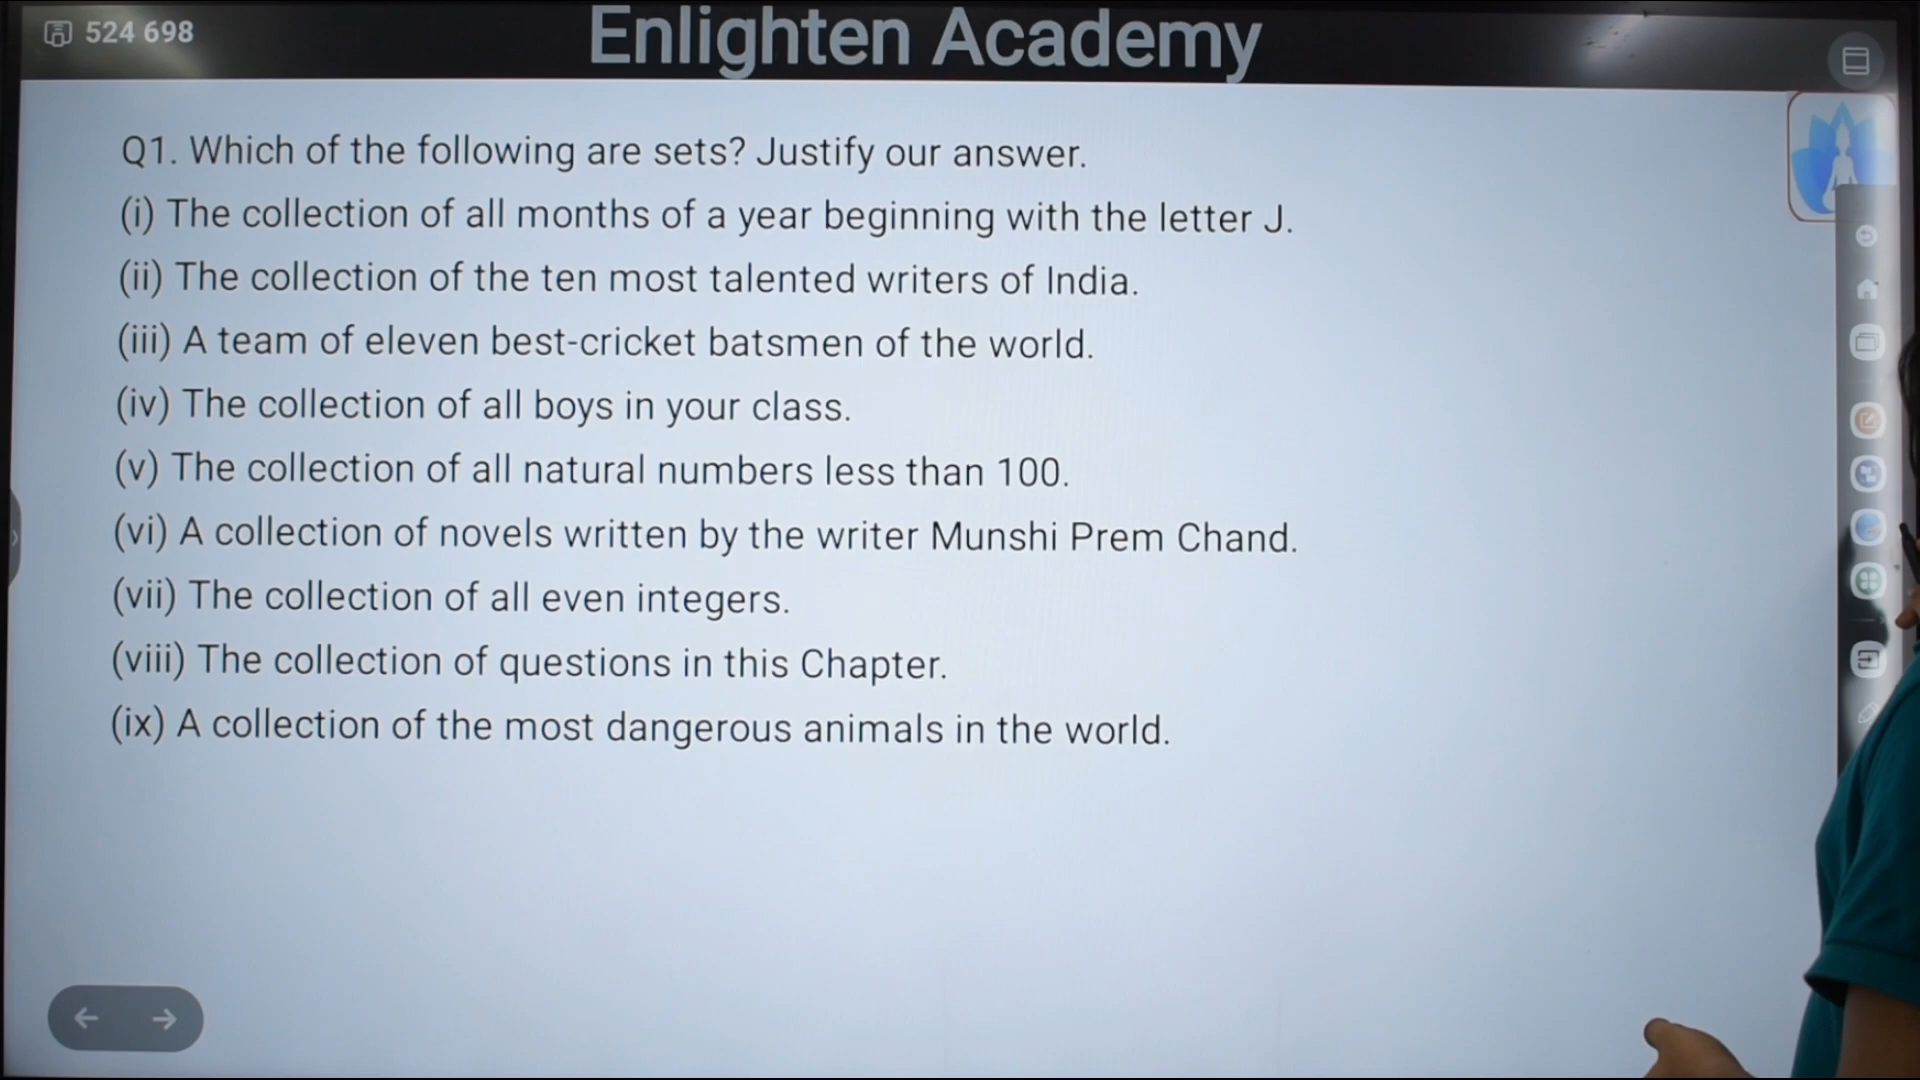 524 698
Enlighten Academy
Q1. Which of the following are sets? Justify our answer.
(i) The collection of all months of a year beginning with the letter J.
(ii) The collection of the ten most talented writers of India.
(iii) A team of eleven best-cricket batsmen of the world.
(iv) The collection of all boys in your class.
(v) The collection of all natural numbers less than 100.
(vi) A collection of novels written by the writer Munshi Prem Chand.
(vii) The collection of all even integers.
(viii) The collection of questions in this Chapter.
(ix) A collection of the most dangerous animals in the world.